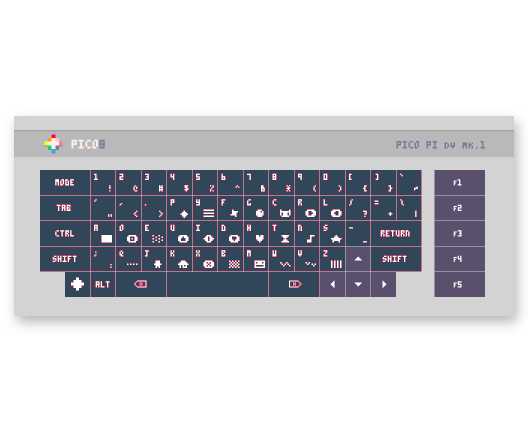 PICO8 PICO PI DV MK.1
MODE 1 ! 2 @ 3 # 4 $ 5 % 6 ^ 7 & 8 * 9 ( 0 ) [ { ] } ` ~ F1
TAB ' " , < . > P Y F G C R L / ? = + \ | F2
CTRL A O E U I D H T N S - _ RETURN F3
SHIFT ; : Q J K X B M W V Z SHIFT F4
ALT F5